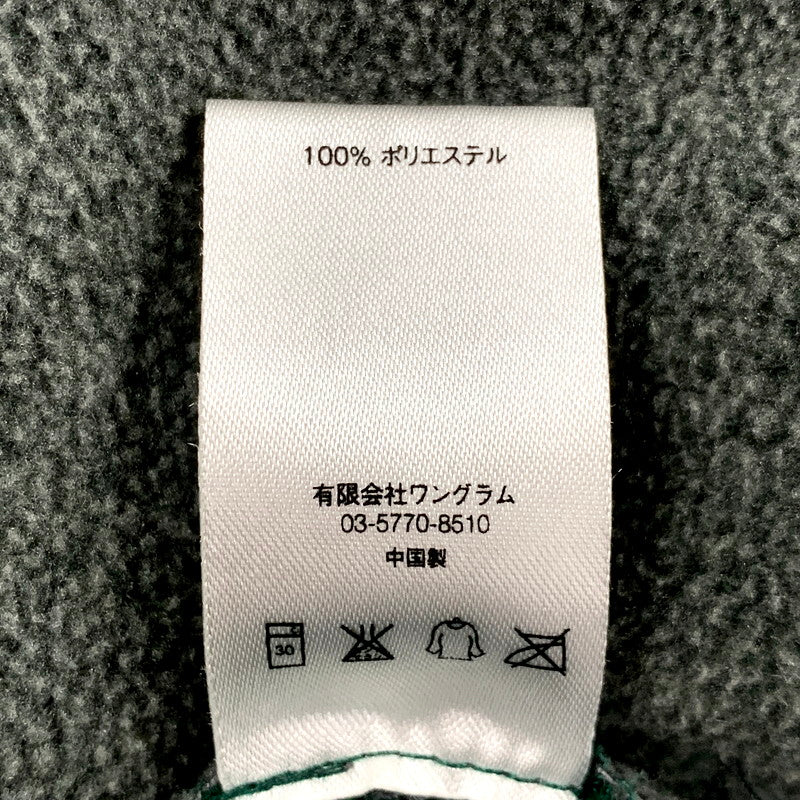 100% ポリエステル
有限会社ワングラム
03-5770-8510
中国製
30